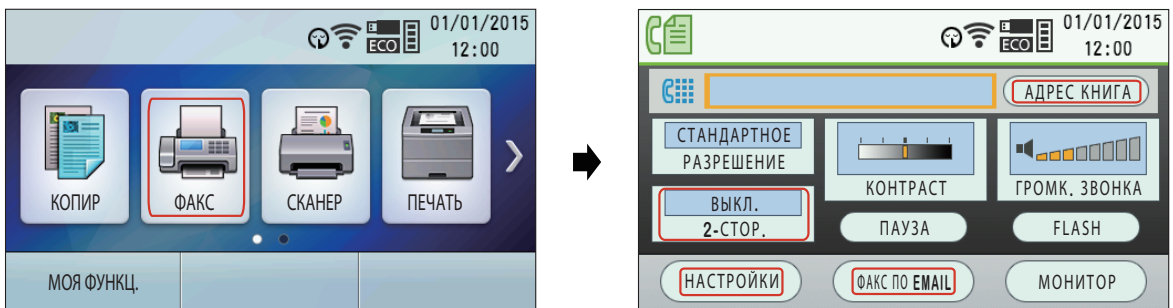 01/01/2015
ECO
12:00
КОПИР
ФАКС
СКАНЕР
ПЕЧАТЬ
МОЯ ФУНКЦ.
01/01/2015
ECO
12:00
АДРЕС КНИГА
СТАНДАРТНОЕ
РАЗРЕШЕНИЕ
КОНТРАСТ
ГРОМК. ЗВОНКА
ВЫКЛ.
2-СТОР.
ПАУЗА
FLASH
НАСТРОЙКИ
ФАКС ПО EMAIL
МОНИТОР